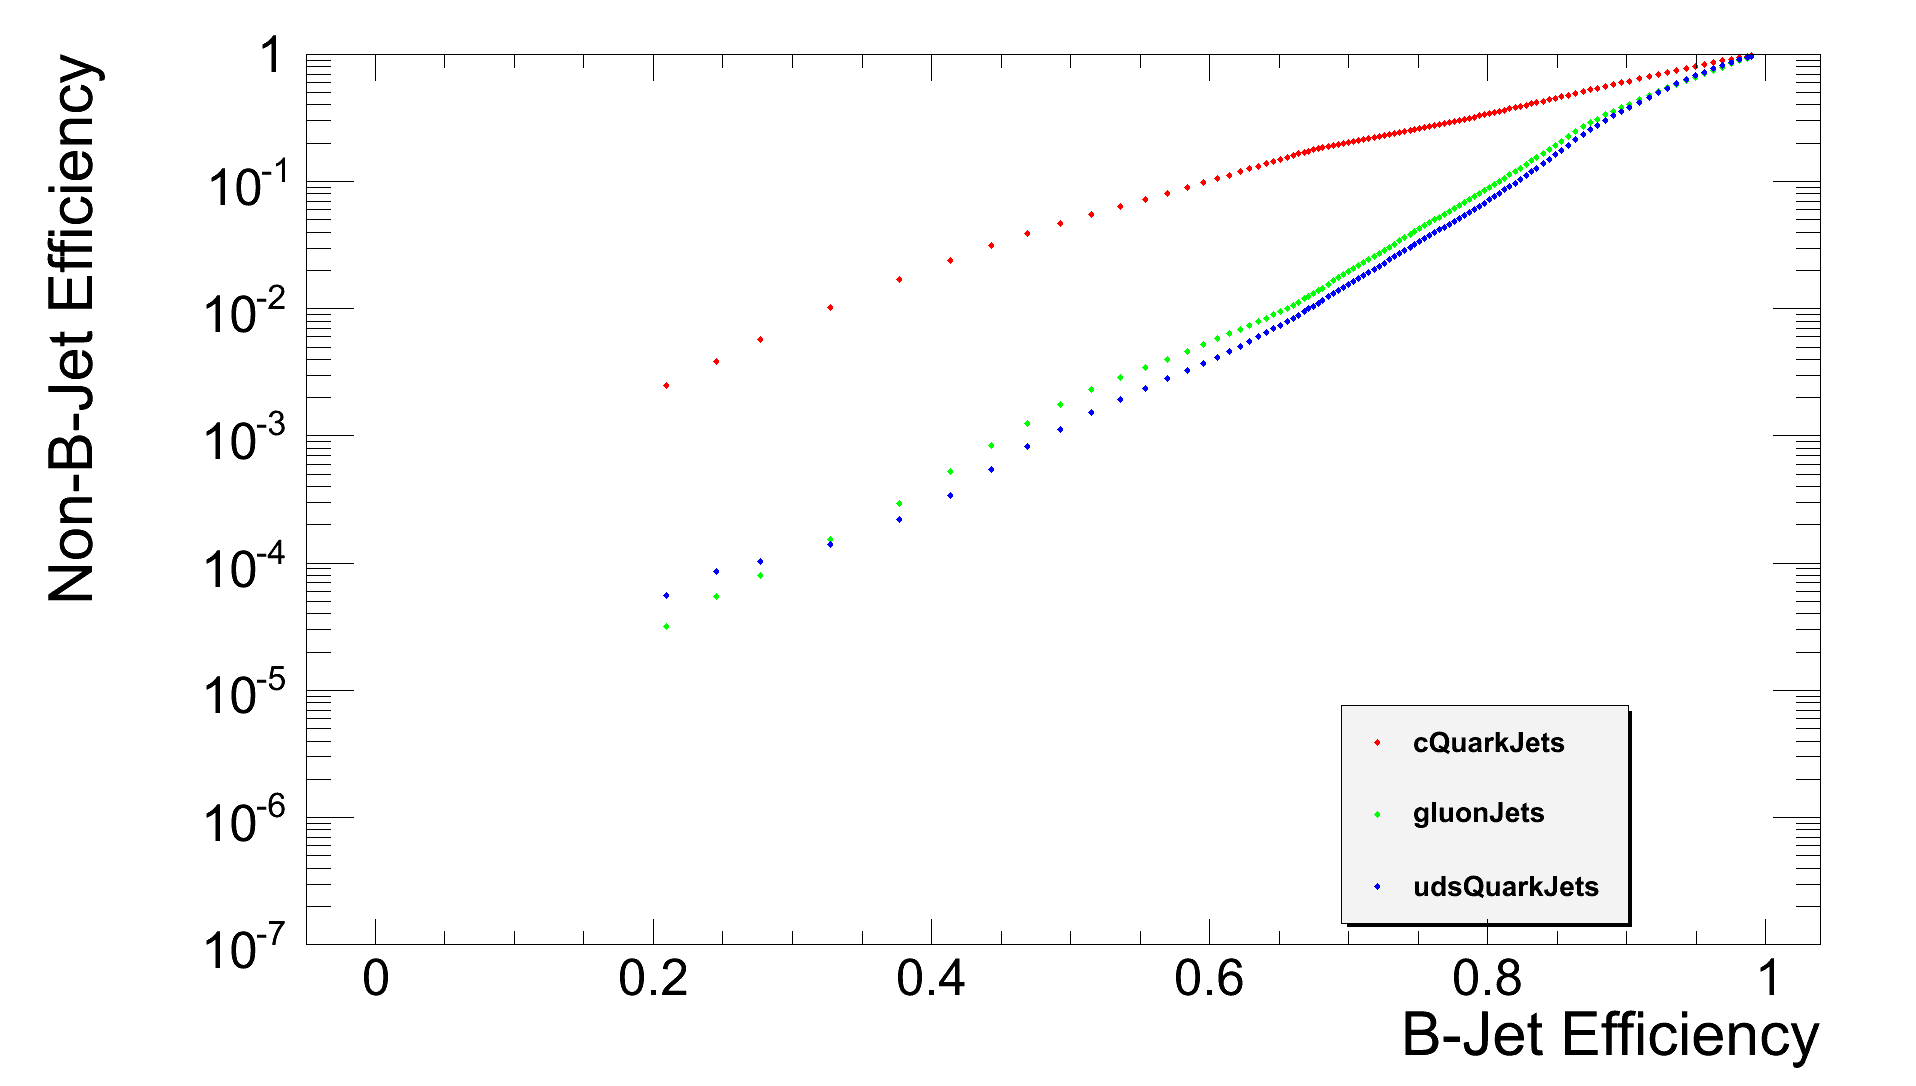 Non-B-Jet Efficiency
1
10-1
10-2
10-3
10-4
10-5
10-6
10-7
cQuarkJets
gluonJets
udsQuarkJets
0 0.2 0.4 0.6 0.8 1
B-Jet Efficiency